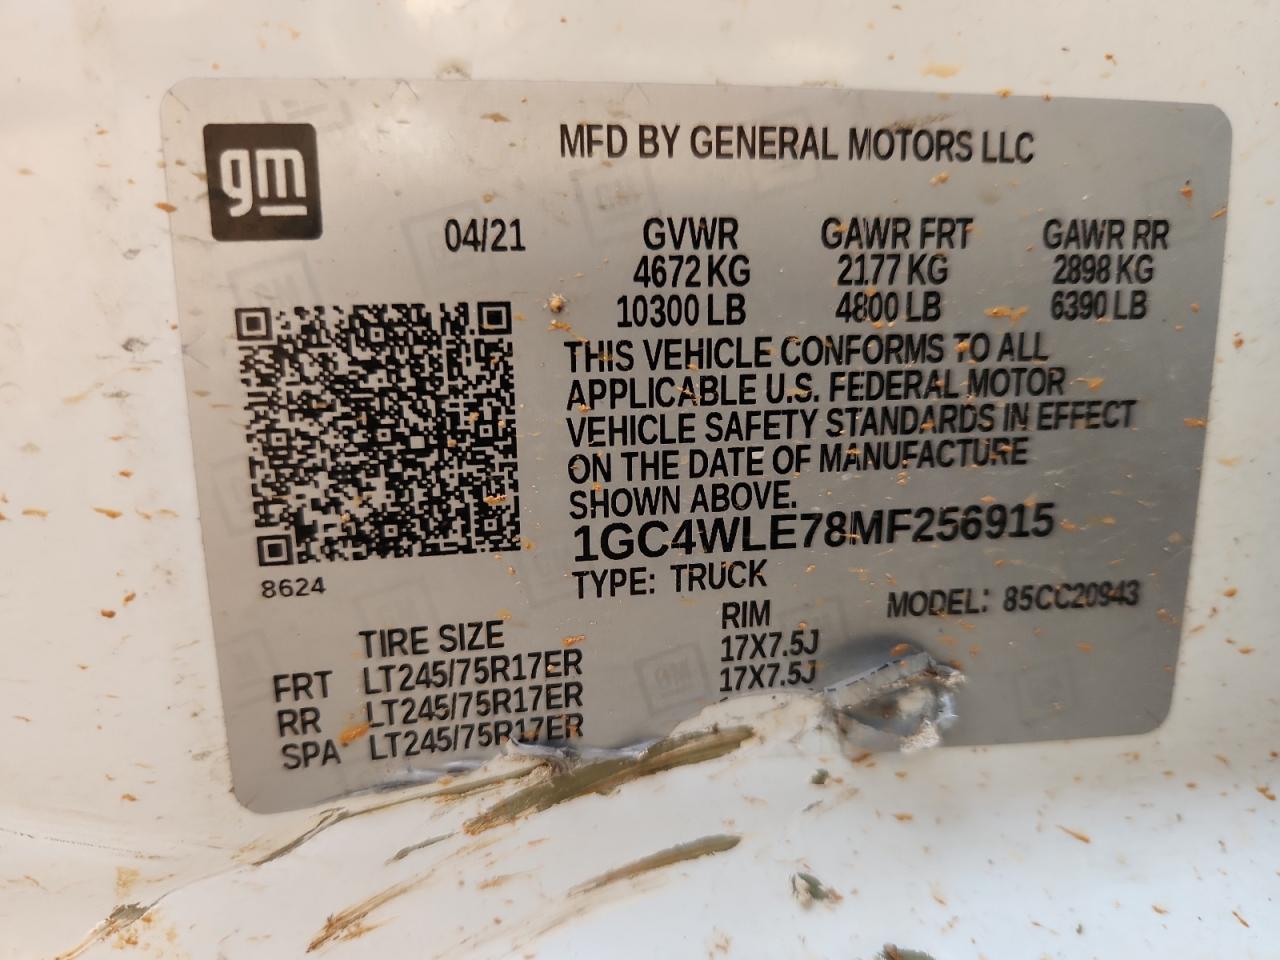 gm
MFD BY GENERAL MOTORS LLC
04/21 GVWR GAWR FRT GAWR RR
4672 KG 2177 KG 2898 KG
10300 LB 4800 LB 6390 LB
THIS VEHICLE CONFORMS TO ALL
APPLICABLE U.S. FEDERAL MOTOR
VEHICLE SAFETY STANDARDS IN EFFECT
ON THE DATE OF MANUFACTURE
SHOWN ABOVE.
1GC4WLE78MF256915
8624
TYPE: TRUCK
MODEL: 85CC20943
TIRE SIZE RIM
FRT LT245/75R17ER 17X7.5J
RR LT245/75R17ER 17X7.5J
SPA LT245/75R17ER